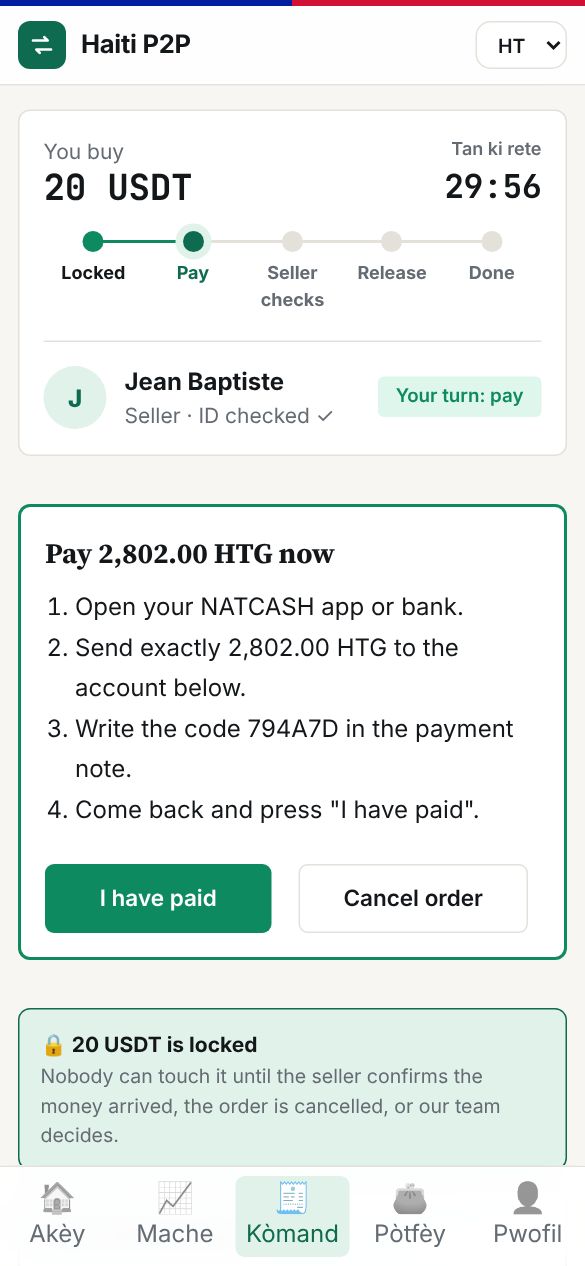 Haiti P2P
HT
You buy
Tan ki rete
20 USDT
29:56
Locked
Pay
Seller
checks
Release
Done
J
Jean Baptiste
Seller · ID checked ✓
Your turn: pay
Pay 2,802.00 HTG now
1. Open your NATCASH app or bank.
2. Send exactly 2,802.00 HTG to the
account below.
3. Write the code 794A7D in the payment
note.
4. Come back and press "I have paid".
I have paid
Cancel order
🔒 20 USDT is locked
Nobody can touch it until the seller confirms the
money arrived, the order is cancelled, or our team
decides.
Akèy
Mache
Kòmand
Pòtfèy
Pwofil